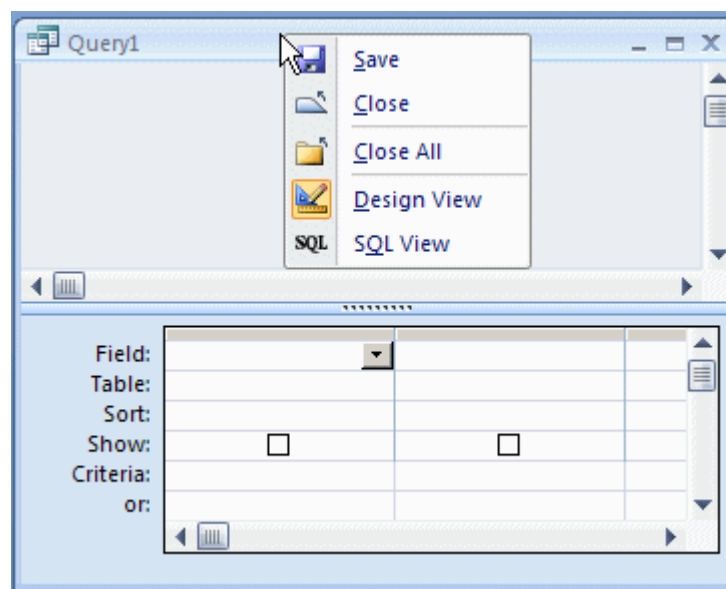 Query1
Save
Close
Close All
Design View
SQL SQL View
Field:
Table:
Sort:
Show:
Criteria:
or: